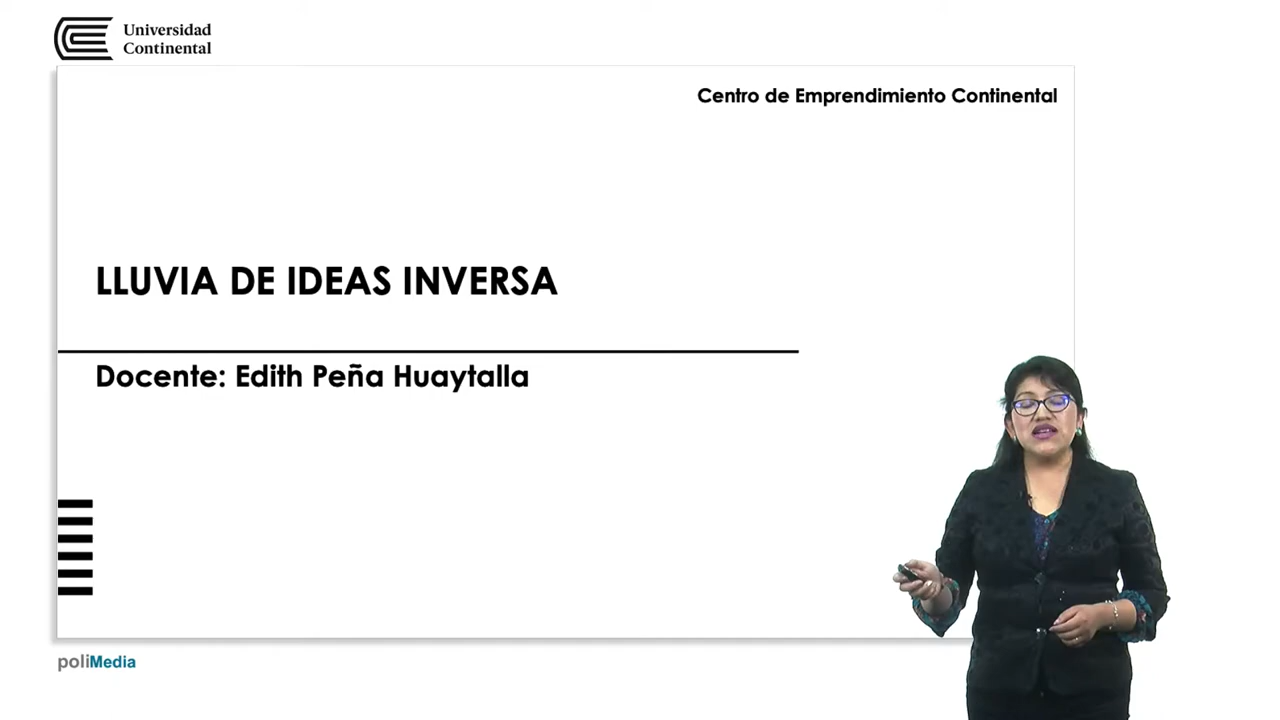 Universidad
Continental
Centro de Emprendimiento Continental
LLUVIA DE IDEAS INVERSA
Docente: Edith Peña Huaytalla
poliMedia